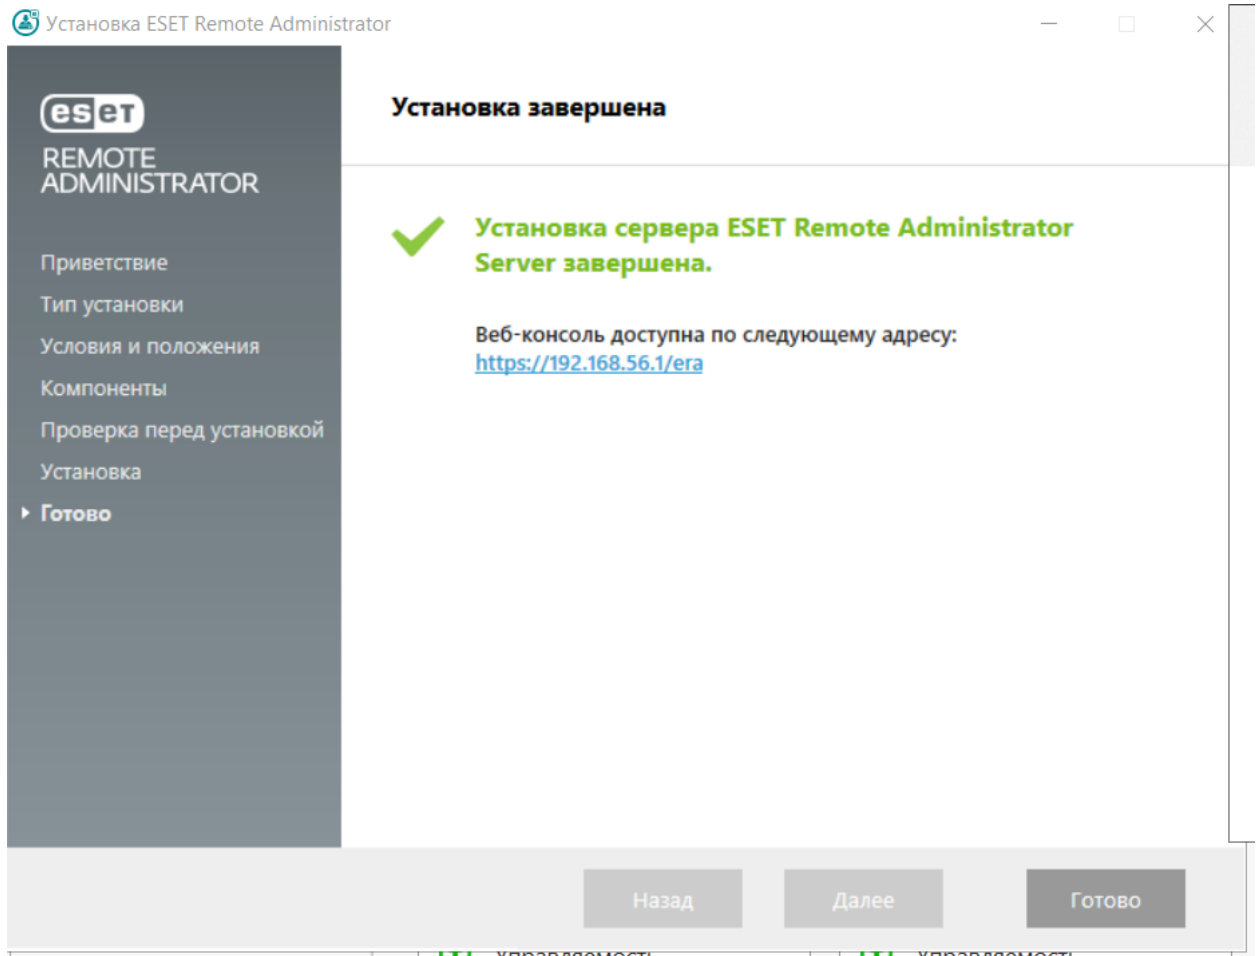 Установка ESET Remote Administrator
eset
REMOTE
ADMINISTRATOR
Приветствие
Тип установки
Условия и положения
Компоненты
Проверка перед установкой
Установка
Готово
Установка завершена
Установка сервера ESET Remote Administrator
Server завершена.
Веб-консоль доступна по следующему адресу:
https://192.168.56.1/era
Назад
Далее
Готово
Управляемость
Управляемость